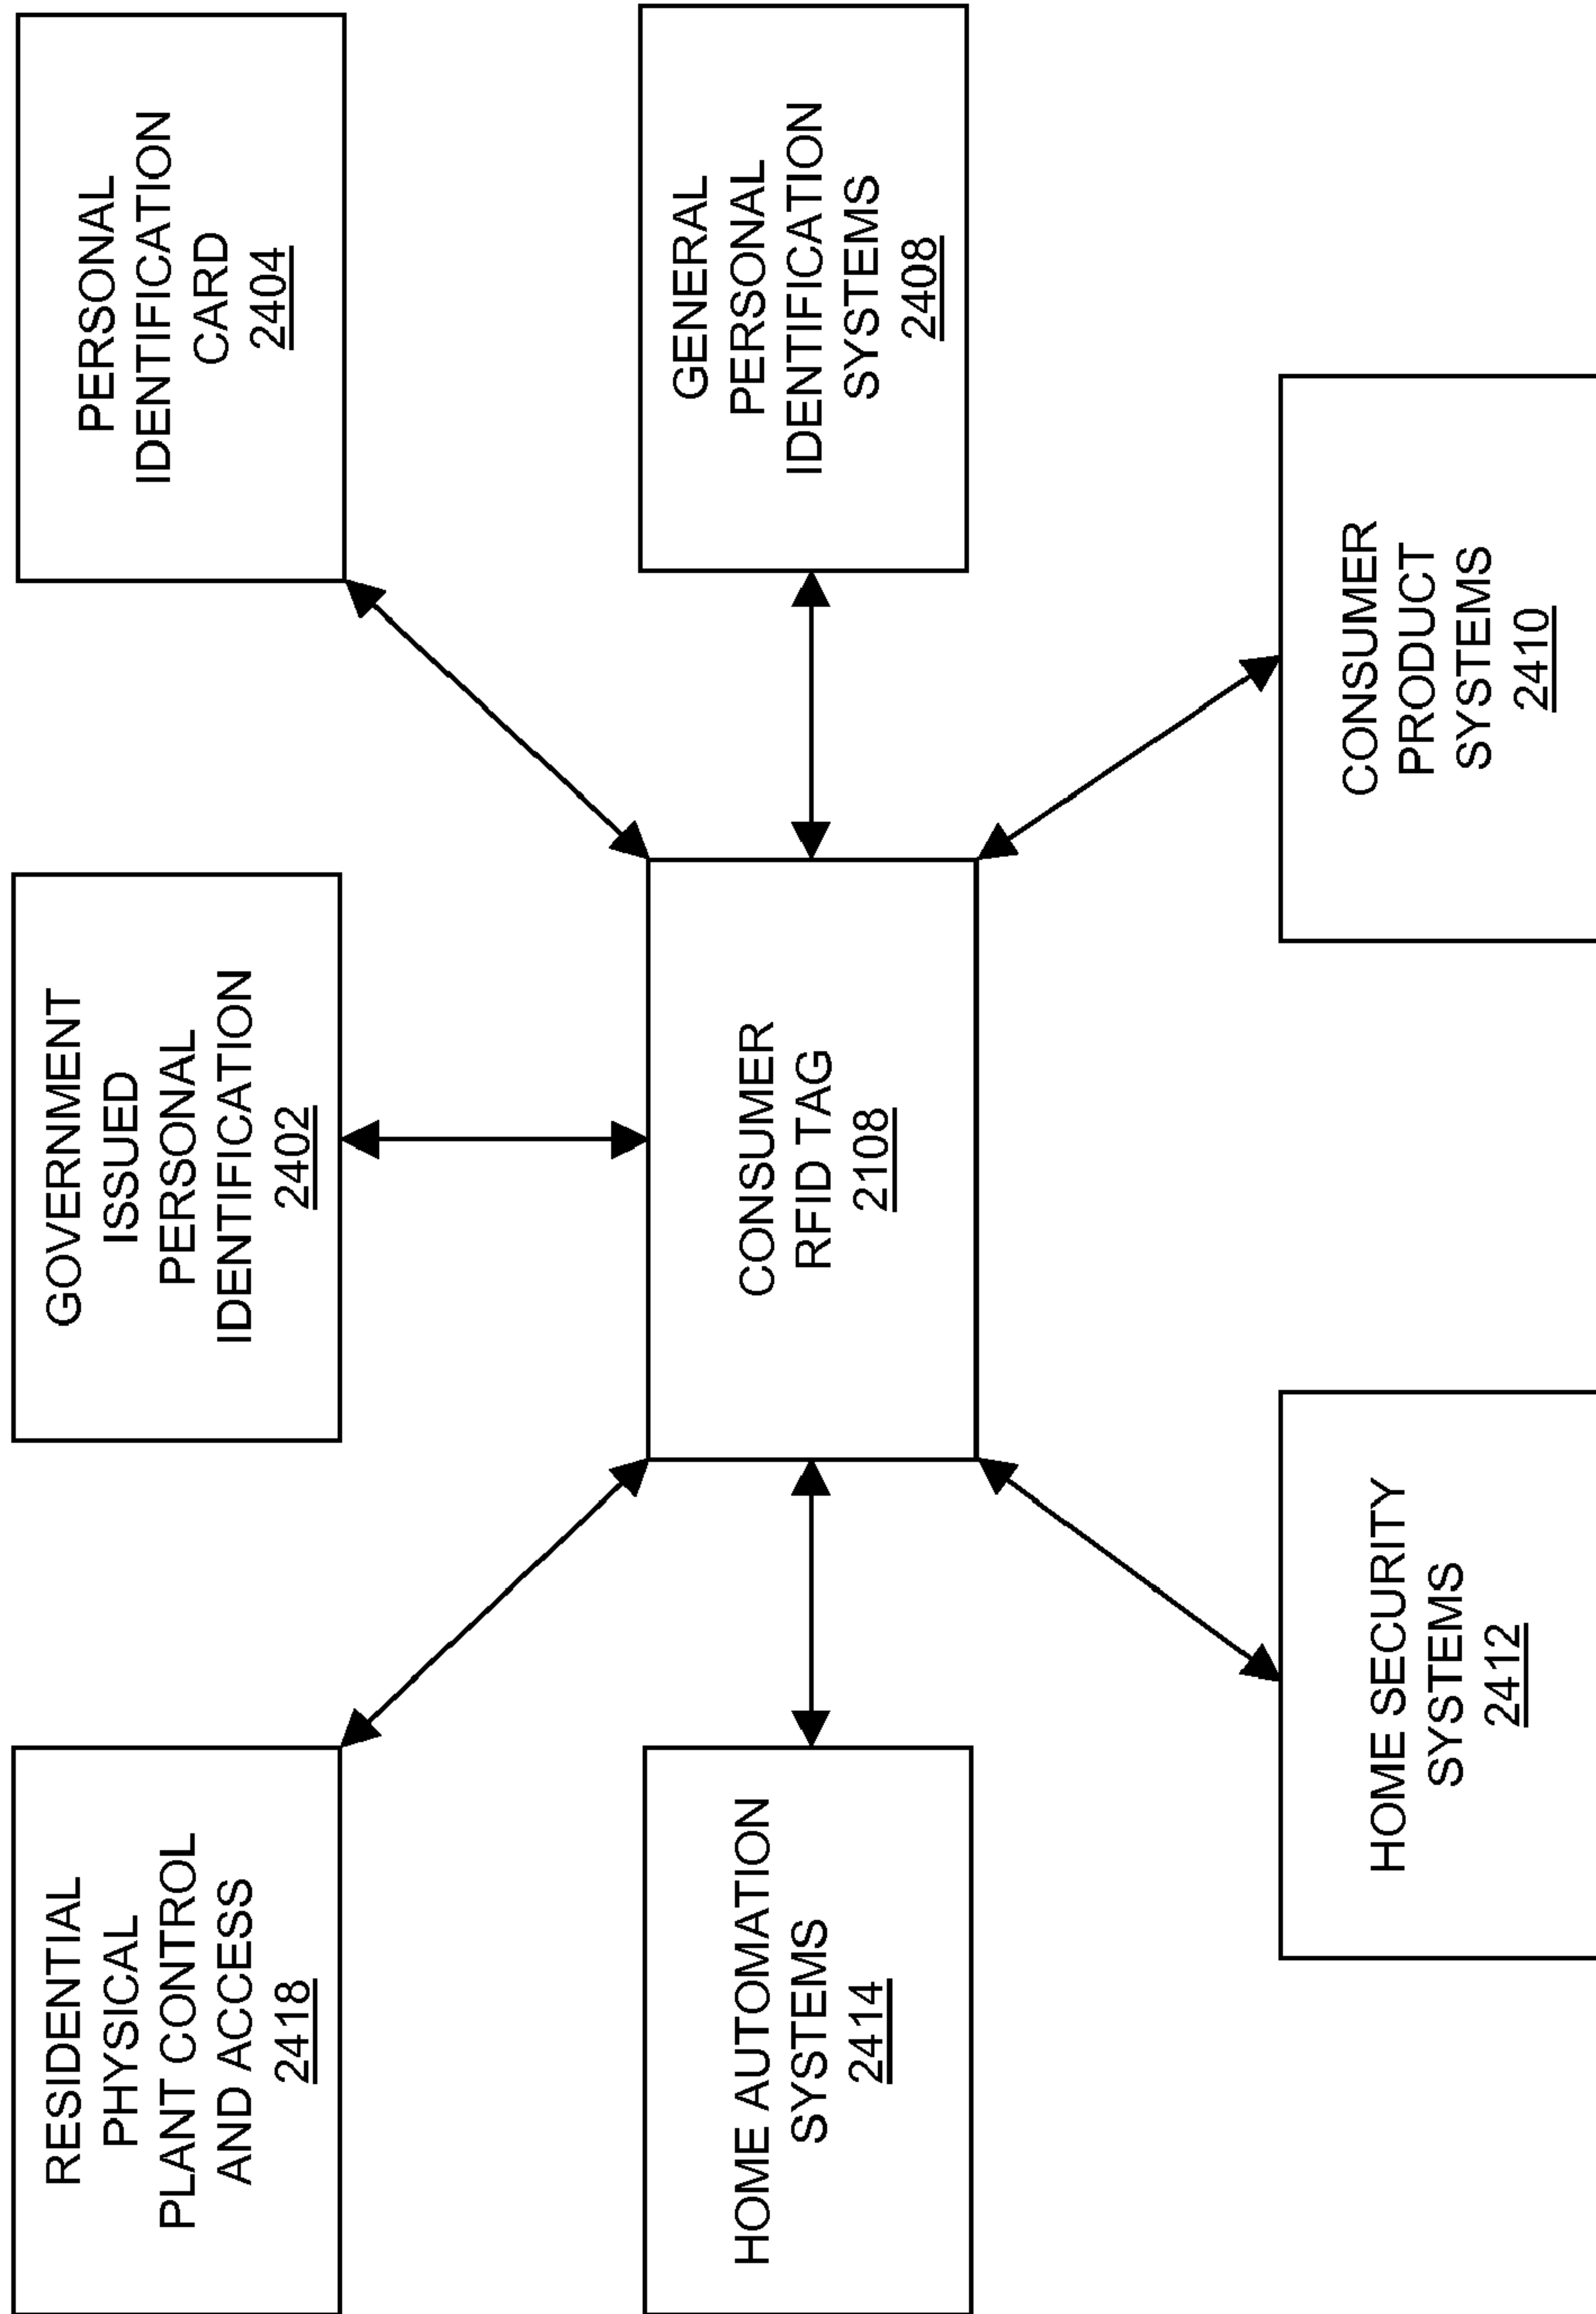 RESIDENTIAL
PHYSICAL
PLANT CONTROL
AND ACCESS
2418
GOVERNMENT
ISSUED
PERSONAL
IDENTIFICATION
2402
PERSONAL
IDENTIFICATION
CARD
2404
HOME AUTOMATION
SYSTEMS
2414
CONSUMER
RFID TAG
2108
GENERAL
PERSONAL
IDENTIFICATION
SYSTEMS
2408
HOME SECURITY
SYSTEMS
2412
CONSUMER
PRODUCT
SYSTEMS
2410